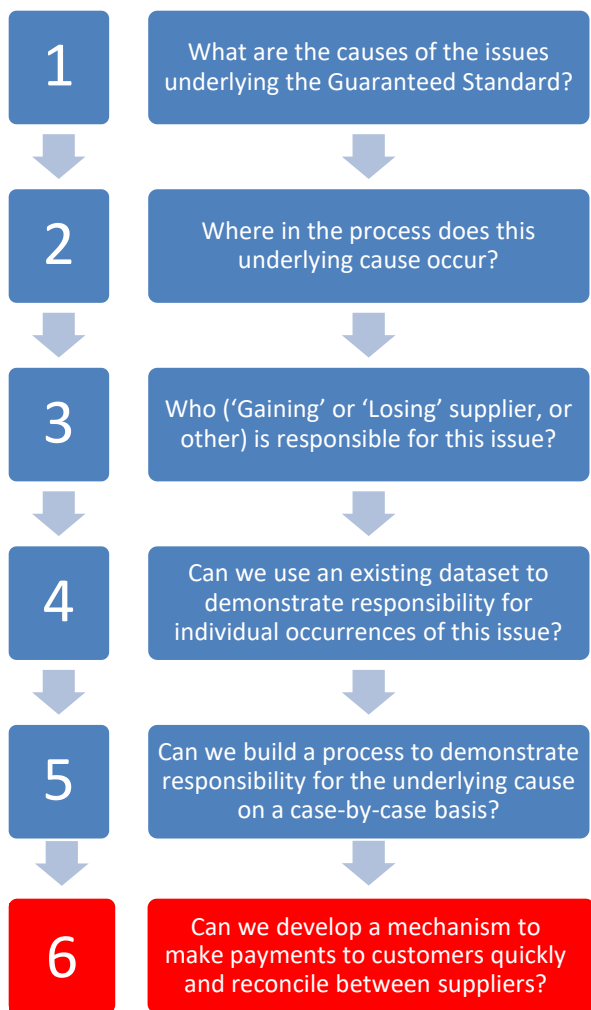 1
What are the causes of the issues
underlying the Guaranteed Standard?
2
Where in the process does this
underlying cause occur?
3
Who (‘Gaining’ or ‘Losing’ supplier, or
other) is responsible for this issue?
4
Can we use an existing dataset to
demonstrate responsibility for
individual occurrences of this issue?
5
Can we build a process to demonstrate
responsibility for the underlying cause
on a case-by-case basis?
6
Can we develop a mechanism to
make payments to customers quickly
and reconcile between suppliers?